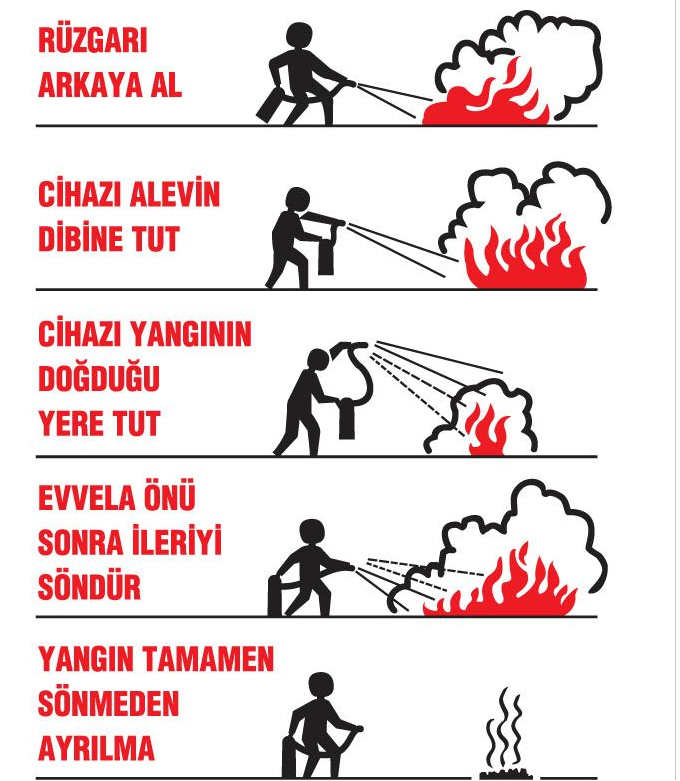 RÜZGARI
ARKAYA AL
CİHAZI ALEVİN
DİBİNE TUT
CİHAZI YANGININ
DOĞDUĞU
YERE TUT
EVVELA ÖNÜ
SONRA İLERİYİ
SÖNDÜR
YANGIN TAMAMEN
SÖNMEDEN
AYRILMA